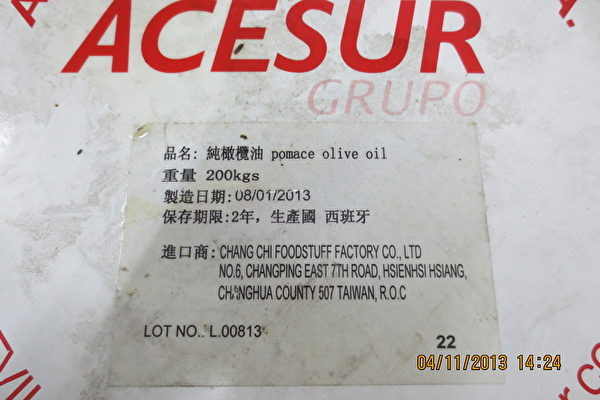 ACESUR
GRUPO
品名: 純橄欖油 pomace olive oil
重量 200kgs
製造日期:08/01/2013
保存期限:2年, 生產國 西班牙
進口商: CHANG CHI FOODSTUFF FACTORY CO., LTD
NO.6, CHANGPING EAST 7TH ROAD, HSIENHSI HSIANG,
CHANGHUA COUNTY 507 TAIWAN, R.O.C
LOT NO.. L.00813
22
04/11/2013 14:24